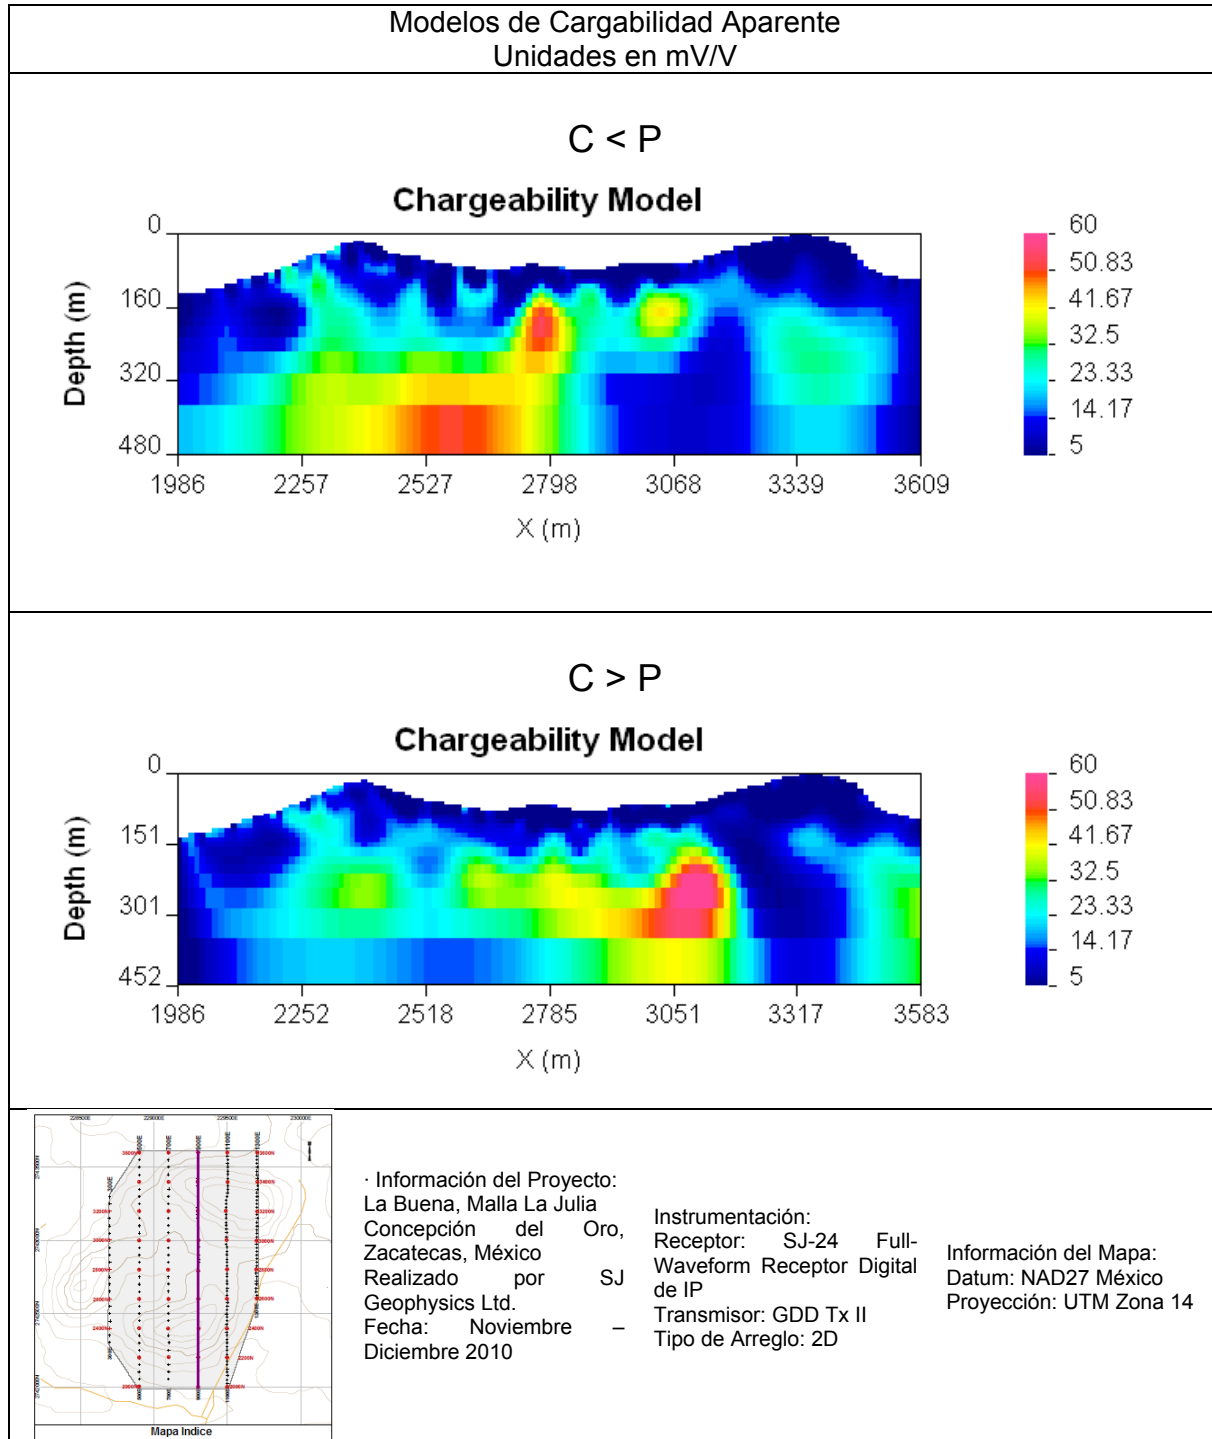 Modelos de Cargabilidad Aparente
Unidades en mV/V
C < P
Chargeability Model
0
160
320
480
Depth (m)
1986 2257 2527 2798 3068 3339 3609
X (m)
60
50.83
41.67
32.5
23.33
14.17
5
C > P
Chargeability Model
0
151
301
452
Depth (m)
1986 2252 2518 2785 3051 3317 3583
X (m)
60
50.83
41.67
32.5
23.33
14.17
5
Mapa Indice
· Información del Proyecto:
La Buena, Malla La Julia
Concepción del Oro,
Zacatecas, México
Realizado por SJ
Geophysics Ltd.
Fecha: Noviembre –
Diciembre 2010
Instrumentación:
Receptor: SJ-24 Full-
Waveform Receptor Digital
de IP
Transmisor: GDD Tx II
Tipo de Arreglo: 2D
Información del Mapa:
Datum: NAD27 México
Proyección: UTM Zona 14